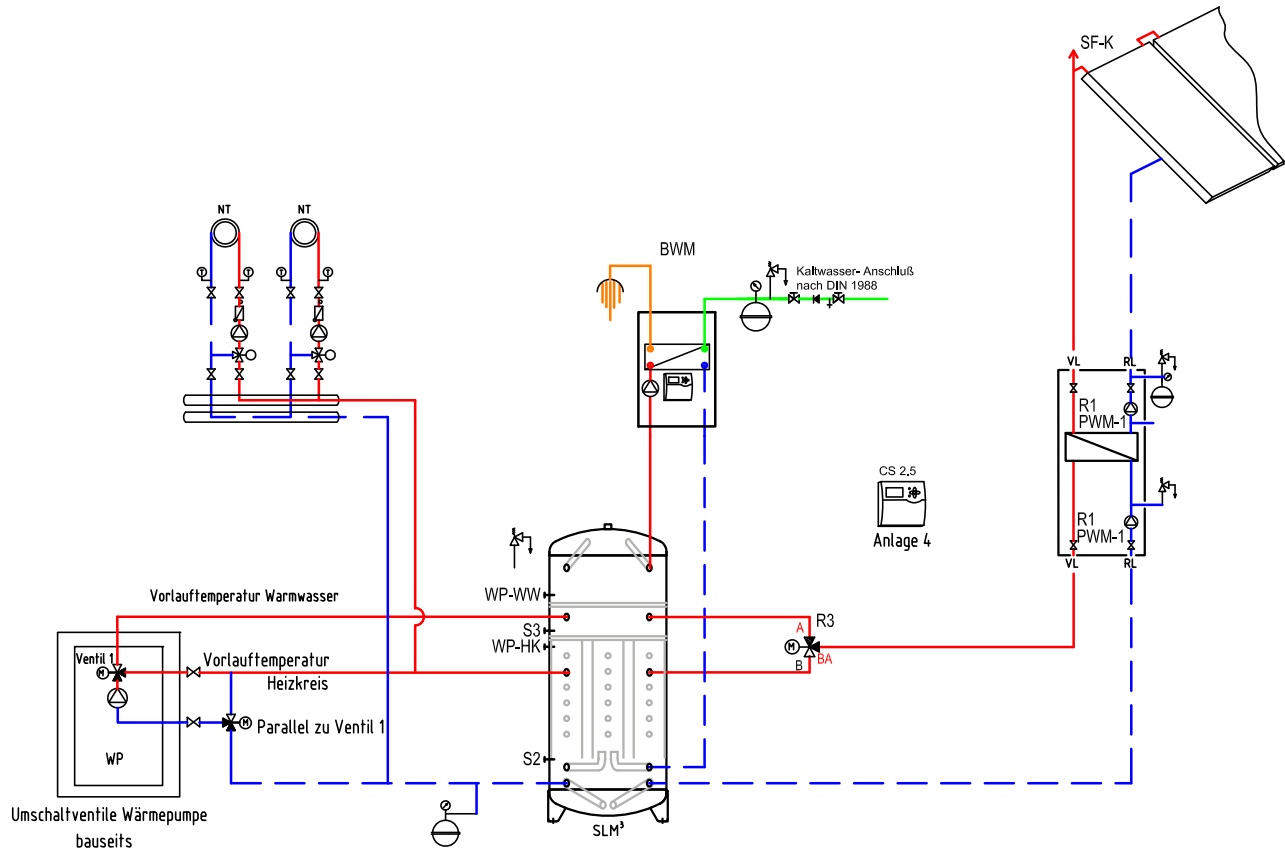 SF-K
NT
NT
BWM
Kaltwasser- Anschluß
nach DIN 1988
T
T
T
T
VL
RL
R1
PWM-1
CS 2.5
Anlage 4
R1
PWM-1
VL
RL
WP-WW
Vorlauftemperatur Warmwasser
S3
WP-HK
A
R3
M
B
BA
Ventil 1
M
Vorlauftemperatur
Heizkreis
M
Parallel zu Ventil 1
WP
S2
Umschaltventile Wärmepumpe
bauseits
SLM³